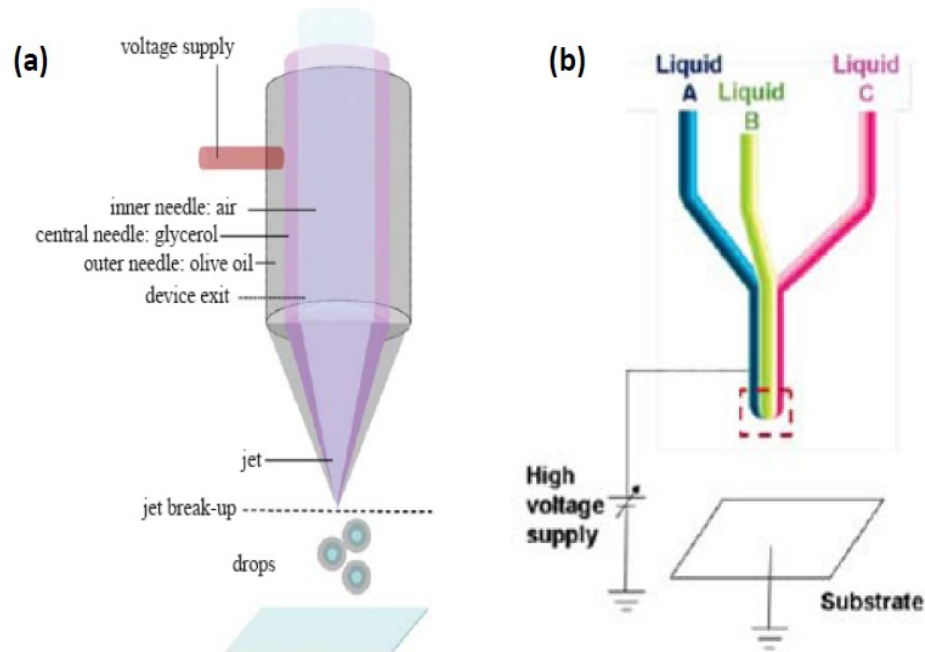 (a)
voltage supply
inner needle: air
central needle: glycerol
outer needle: olive oil
device exit
jet
jet break-up
drops
(b)
Liquid
A
Liquid
B
Liquid
C
High
voltage
supply
Substrate